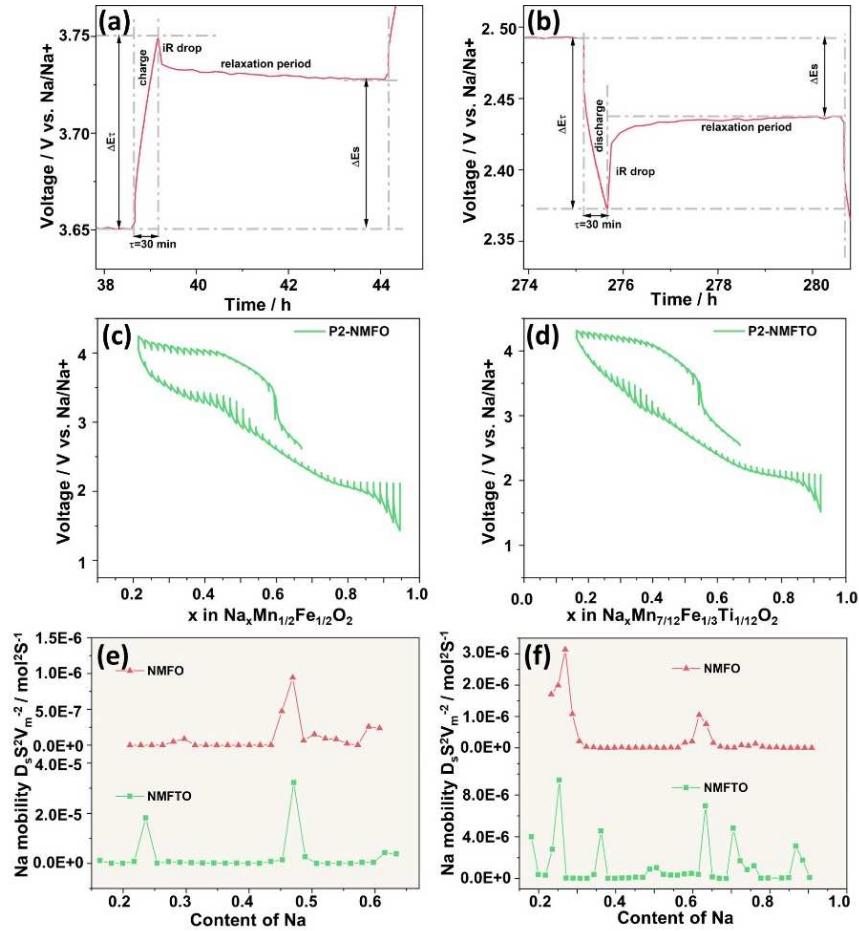 (a)
3.75
3.70
3.65
Voltage / V vs. Na/Na+
ΔEτ
charge
iR drop
relaxation period
ΔEs
τ=30 min
38 40 42 44
Time / h
(b)
2.50
2.45
2.40
2.35
Voltage / V vs. Na/Na+
ΔEτ
discharge
iR drop
relaxation period
ΔEs
τ=30 min
274 276 278 280
Time / h
(c)
P2-NMFO
4
3
2
1
Voltage / V vs. Na/Na+
0.2 0.4 0.6 0.8 1.0
x in NaₓMn₁/₂Fe₁/₂O₂
(d)
P2-NMFTO
4
3
2
1
Voltage / V vs. Na/Na+
0.0 0.2 0.4 0.6 0.8 1.0
x in NaₓMn₇/₁₂Fe₁/₃Ti₁/₁₂O₂
(e)
NMFO
1.5E-6
1.0E-6
5.0E-7
0.0E+0
4.0E-5
NMFTO
2.0E-5
0.0E+0
Na mobility DₛS²Vₘ⁻² / mol²S⁻¹
0.2 0.3 0.4 0.5 0.6
Content of Na
(f)
NMFO
3.0E-6
2.0E-6
1.0E-6
0.0E+0
NMFTO
8.0E-6
4.0E-6
0.0E+0
Na mobility DₛS²Vₘ⁻² / mol²S⁻¹
0.2 0.4 0.6 0.8 1.0
Content of Na